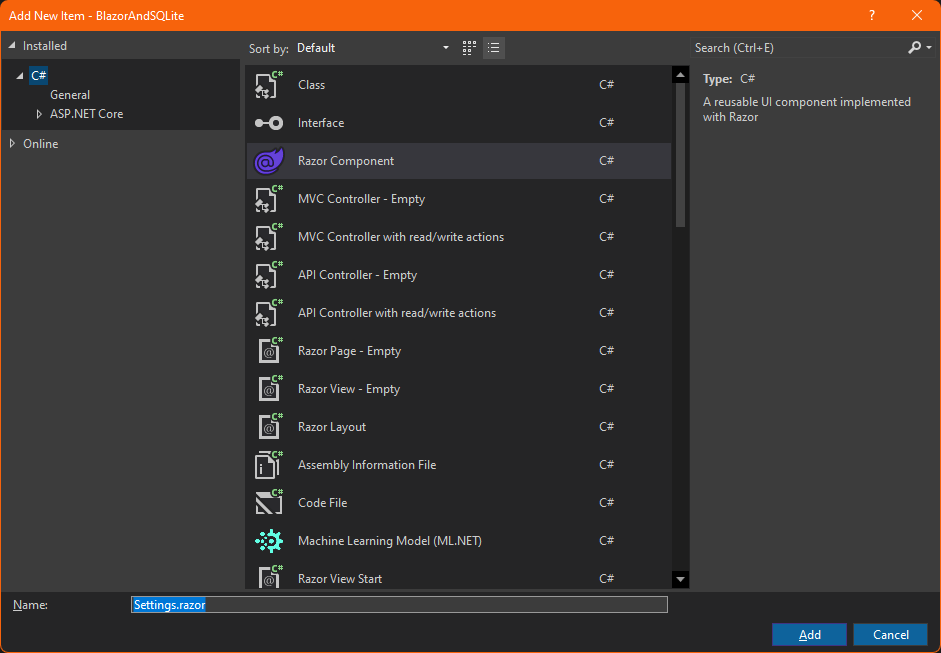 Add New Item - BlazorAndSQLite
?
Installed
C#
General
ASP.NET Core
Online
Sort by: Default
Search (Ctrl+E)
Class C#
Interface C#
Razor Component C#
MVC Controller - Empty C#
MVC Controller with read/write actions C#
API Controller - Empty C#
API Controller with read/write actions C#
Razor Page - Empty C#
Razor View - Empty C#
Razor Layout C#
Assembly Information File C#
Code File C#
Machine Learning Model (ML.NET) C#
Razor View Start C#
Type: C#
A reusable UI component implemented
with Razor
Name: Settings.razor
Add Cancel